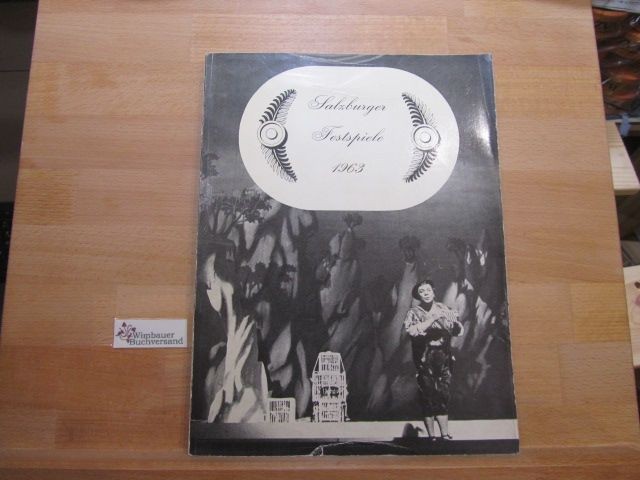 Salzburger
Festspiele
1963
Wimbauer
Buchversand